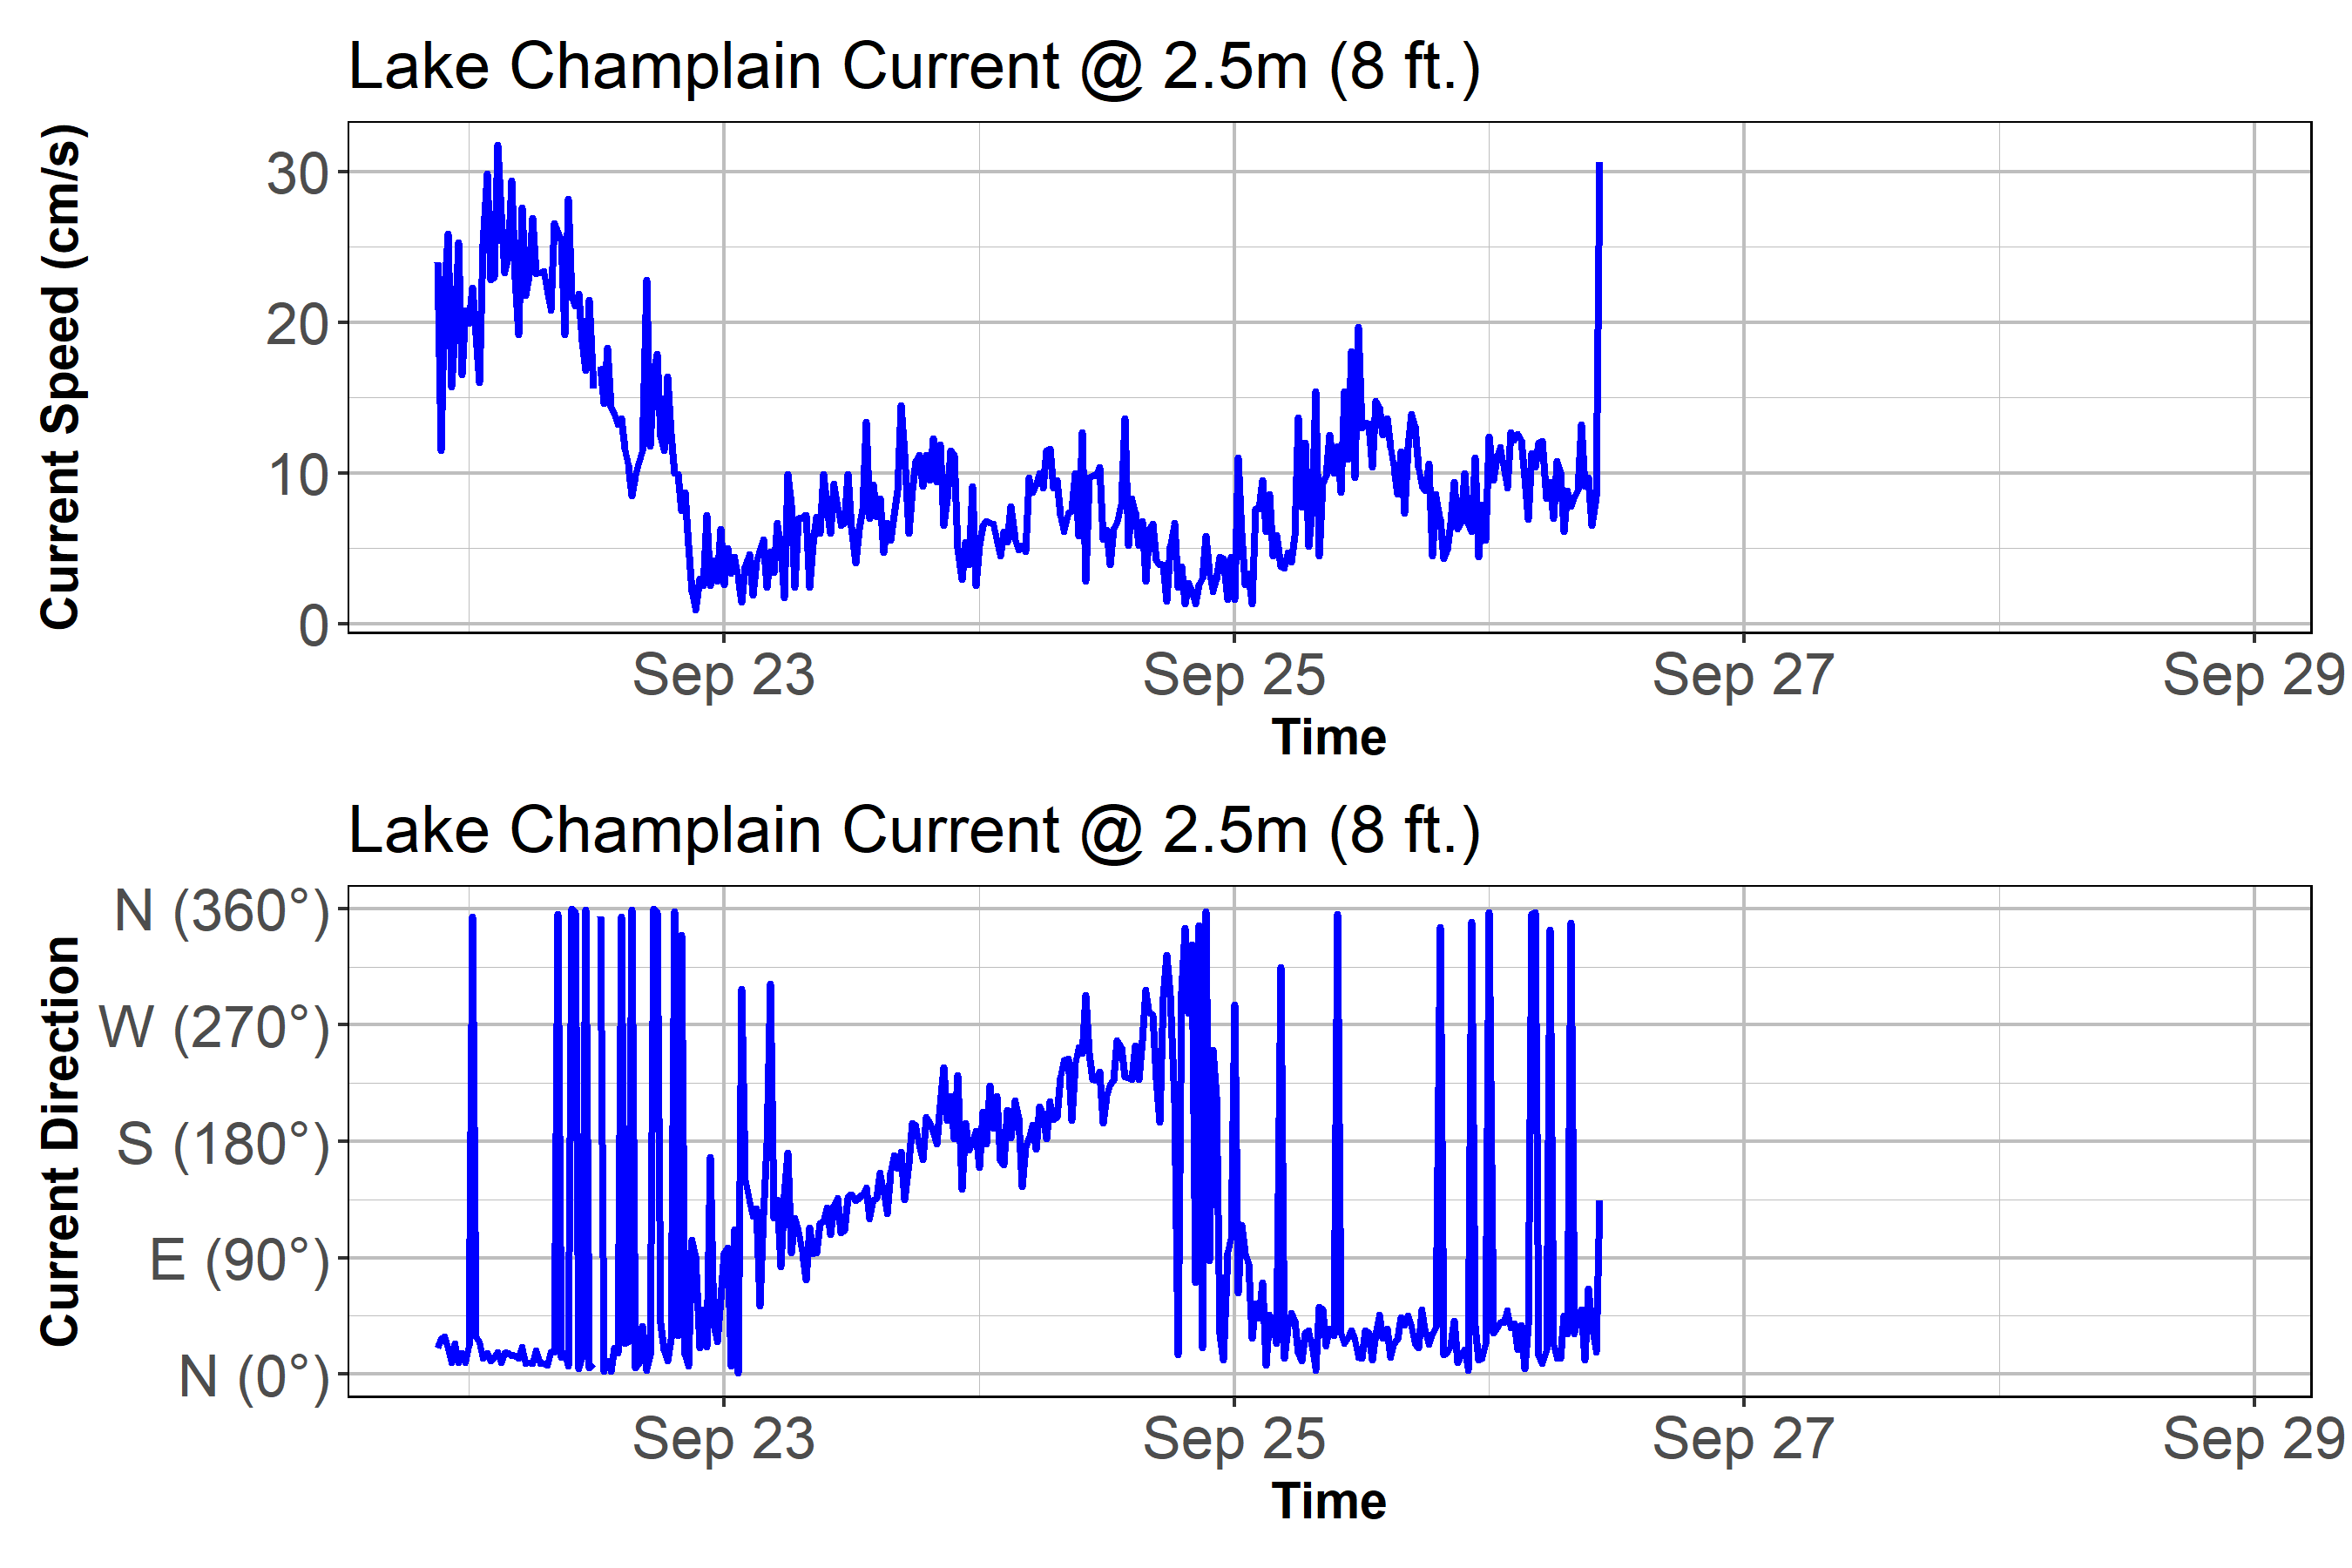 Lake Champlain Current @ 2.5m (8 ft.)
Current Speed (cm/s)
30
20
10
0
Sep 23 Sep 25 Sep 27 Sep 29
Time
Lake Champlain Current @ 2.5m (8 ft.)
Current Direction
N (360°)
W (270°)
S (180°)
E (90°)
N (0°)
Sep 23 Sep 25 Sep 27 Sep 29
Time